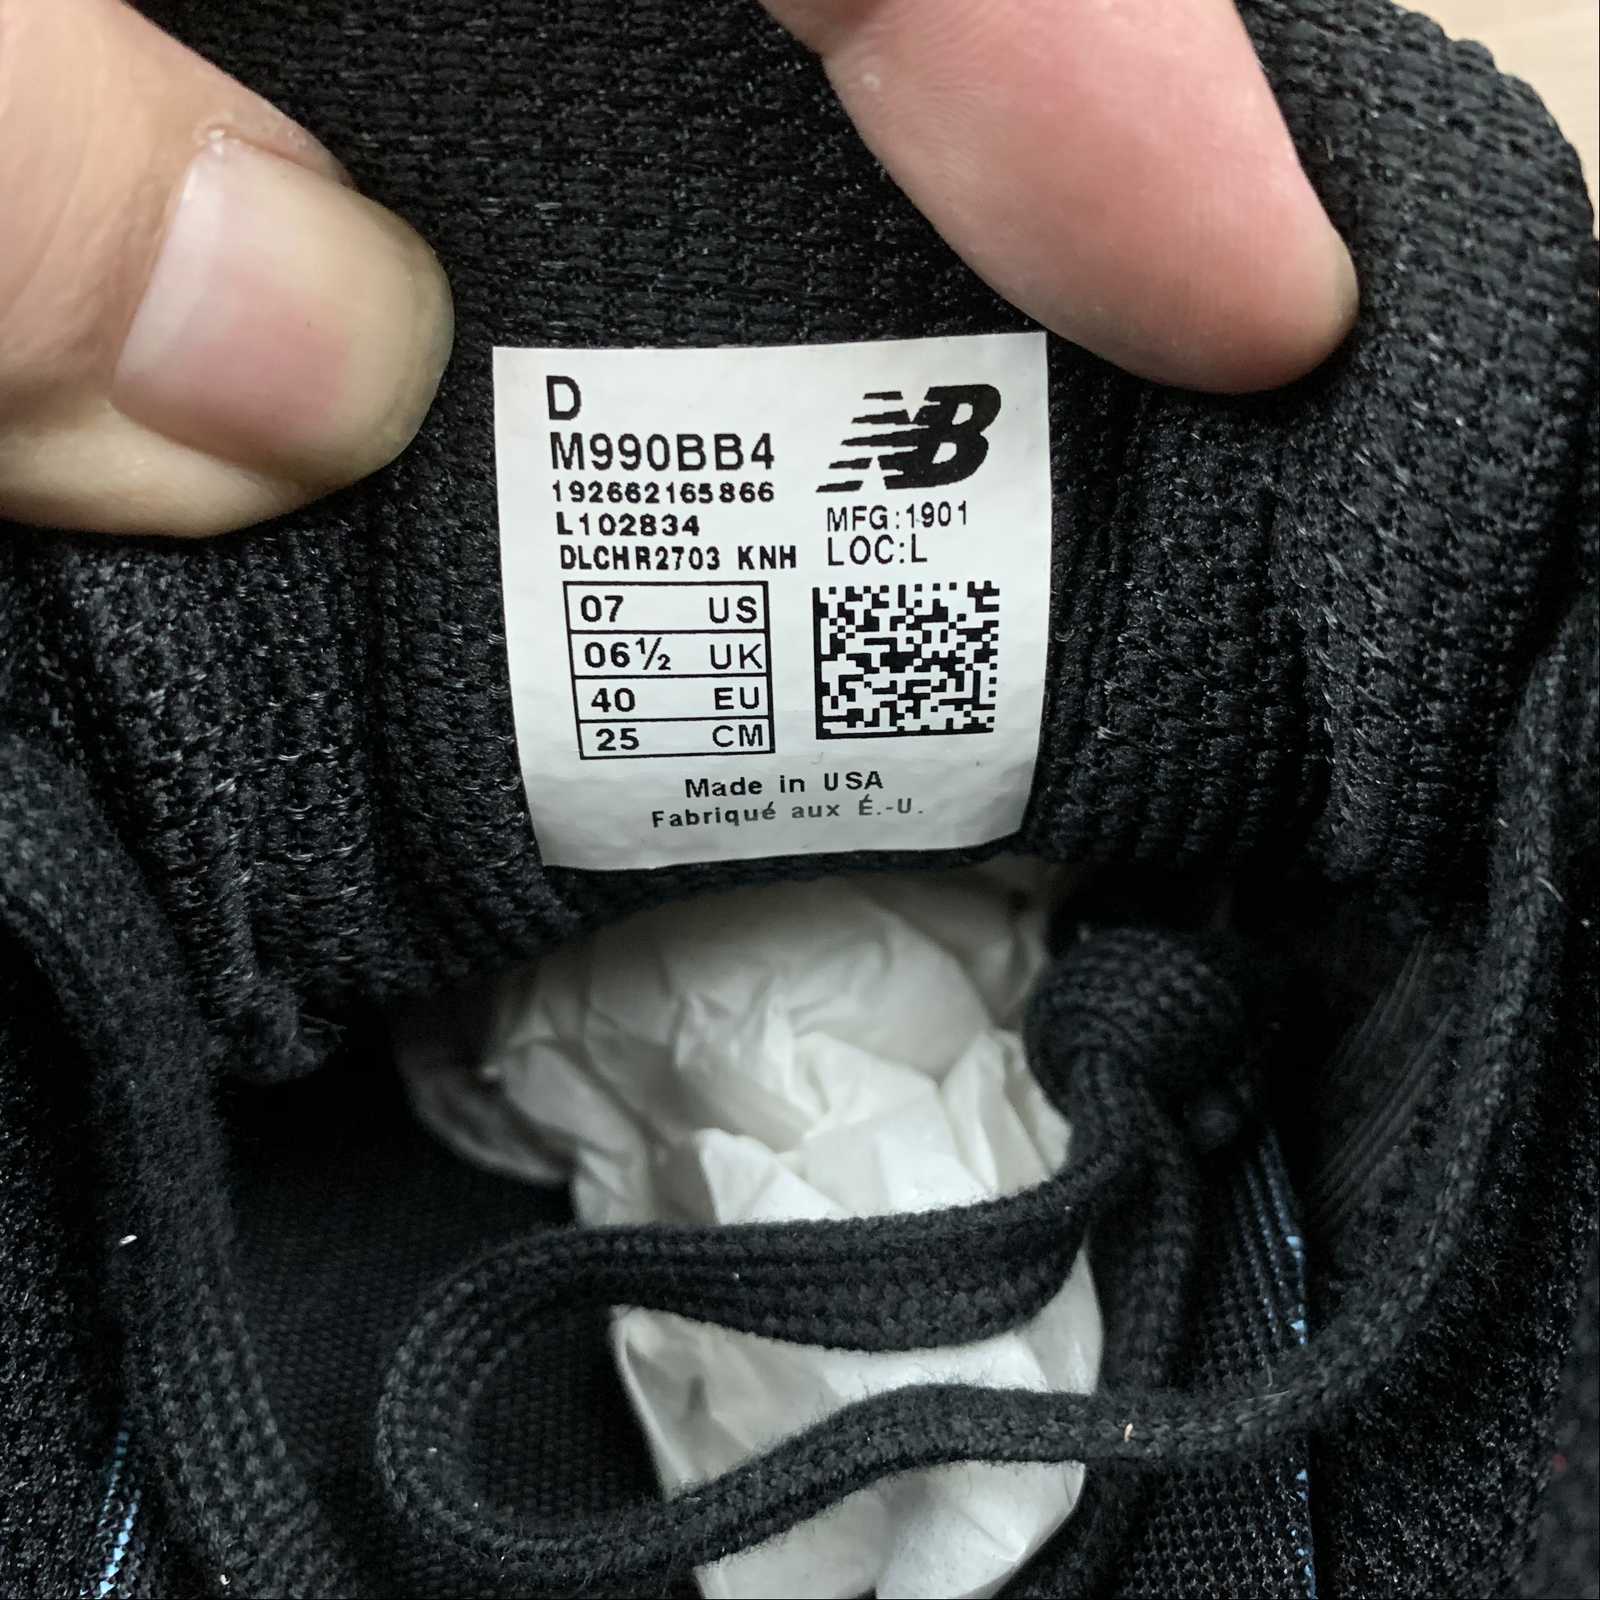 D
M990BB4
192662165866
L102834
DLCHR2703 KNH
NB
MFG:1901
LOC:L
07 US
06½ UK
40 EU
25 CM
Made in USA
Fabriqué aux É.-U.